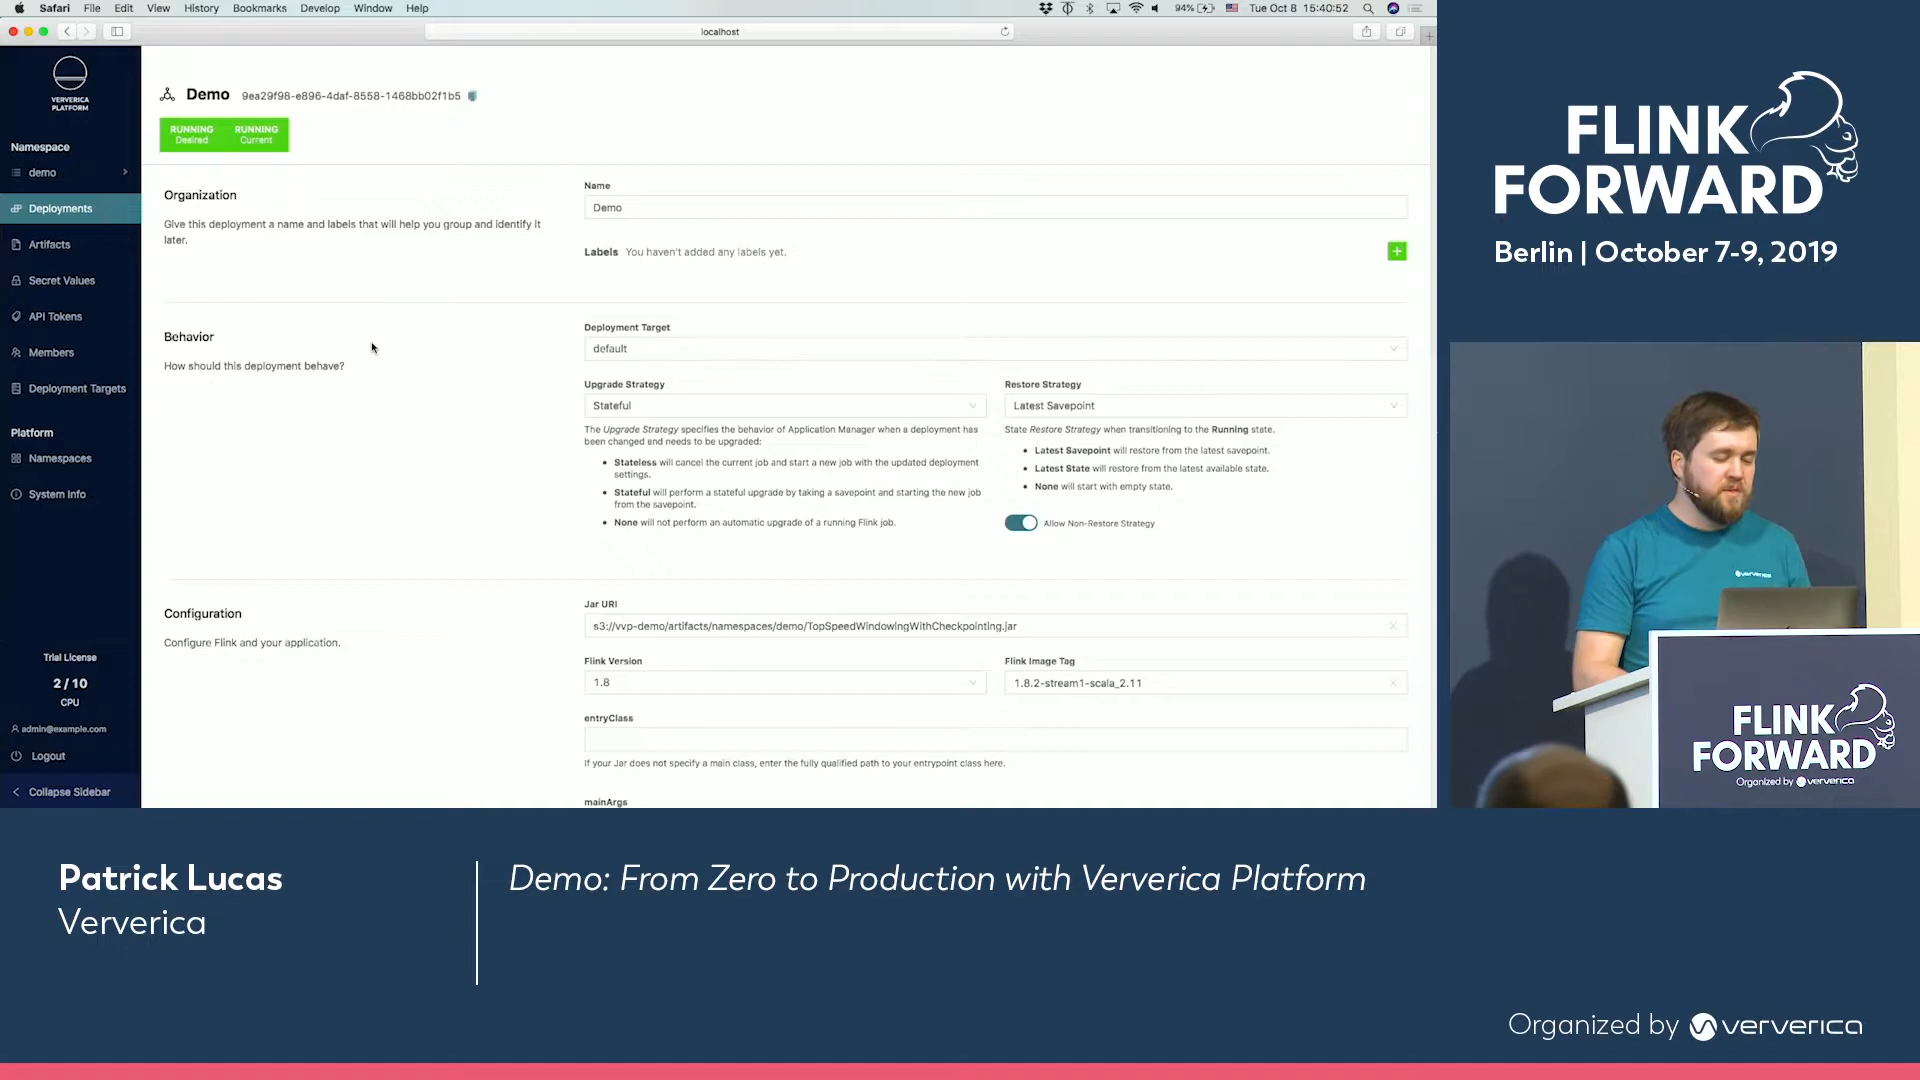 Safari File Edit View History Bookmarks Develop Window Help
94% Tue Oct 8 15:40:52
localhost
VERVERICA
PLATFORM
Namespace
demo
Deployments
Artifacts
Secret Values
API Tokens
Members
Deployment Targets
Platform
Namespaces
System Info
Trial License
2 / 10
CPU
admin@example.com
Logout
Collapse Sidebar
Demo 9ea29f98-e896-4daf-8558-1468bb02f1b5
RUNNING RUNNING
Desired Current
Organization
Give this deployment a name and labels that will help you group and identify it
later.
Name
Demo
Labels You haven't added any labels yet.
Behavior
How should this deployment behave?
Deployment Target
default
Upgrade Strategy
Stateful
The Upgrade Strategy specifies the behavior of Application Manager when a deployment has
been changed and needs to be upgraded:
• Stateless will cancel the current job and start a new job with the updated deployment
settings.
• Stateful will perform a stateful upgrade by taking a savepoint and starting the new job
from the savepoint.
• None will not perform an automatic upgrade of a running Flink job.
Restore Strategy
Latest Savepoint
State Restore Strategy when transitioning to the Running state.
• Latest Savepoint will restore from the latest savepoint.
• Latest State will restore from the latest available state.
• None will start with empty state.
Allow Non-Restore Strategy
Configuration
Configure Flink and your application.
Jar URI
s3://vvp-demo/artifacts/namespaces/demo/TopSpeedWindowingWithCheckpointing.jar
Flink Version
1.8
Flink Image Tag
1.8.2-stream1-scala_2.11
entryClass
If your Jar does not specify a main class, enter the fully qualified path to your entrypoint class here.
mainArgs
FLINK
FORWARD
Berlin | October 7-9, 2019
ververica
FLINK
FORWARD
Organized by ververica
Patrick Lucas
Ververica
Demo: From Zero to Production with Ververica Platform
Organized by ververica